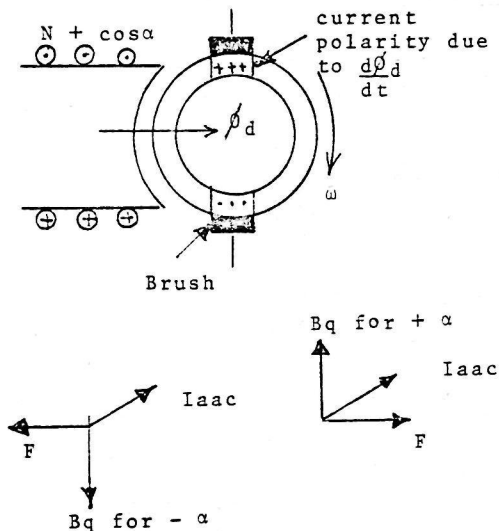 N + cosα
current
polarity due
to dØd
dt
Ød
+++
---
ω
Brush
Bq for + α
Iaac
F
Iaac
F
Bq for - α